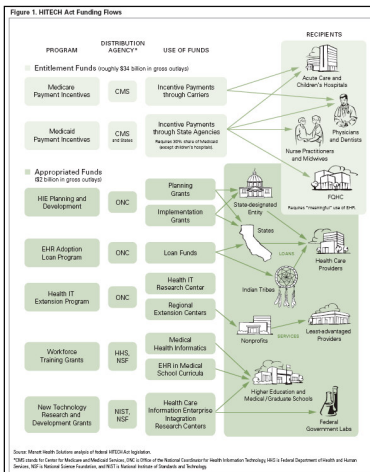 Figure 1. HITECH Act Funding Flows
PROGRAM
DISTRIBUTION
AGENCY*
USE OF FUNDS
RECIPIENTS
Entitlement Funds (roughly $34 billion in gross outlays)
Medicare
Payment Incentives
CMS
Incentive Payments
through Carriers
Acute Care and
Children's Hospitals
Medicaid
Payment Incentives
CMS
and States
Incentive Payments
through State Agencies
Requires 30% share of Medicaid
(except children's hospitals).
Physicians
and Dentists
Nurse Practitioners
and Midwives
FQHC
Requires "meaningful" use of EHR.
Appropriated Funds
($2 billion in gross outlays)
HIE Planning and
Development
ONC
Planning
Grants
Implementation
Grants
State-designated
Entity
States
EHR Adoption
Loan Program
ONC
Loan Funds
LOANS
Health Care
Providers
Indian Tribes
Health IT
Extension Program
ONC
Health IT
Research Center
Regional
Extension Centers
Nonprofits
SERVICES
Least-advantaged
Providers
Workforce
Training Grants
HHS,
NSF
Medical
Health Informatics
EHR in Medical
School Curricula
Higher Education and
Medical /Graduate Schools
New Technology
Research and
Development Grants
NIST,
NSF
Health Care
Information Enterprise
Integration
Research Centers
Federal
Government Labs
Source: Manatt Health Solutions analysis of federal HITECH Act legislation.
*CMS stands for Center for Medicare and Medicaid Services, ONC is Office of the National Coordinator for Health Information Technology, HHS is Federal Department of Health and Human
Services, NSF is National Science Foundation, and NIST is National Institute of Standards and Technology.